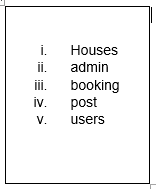 i. Houses
ii. admin
iii. booking
iv. post
v. users